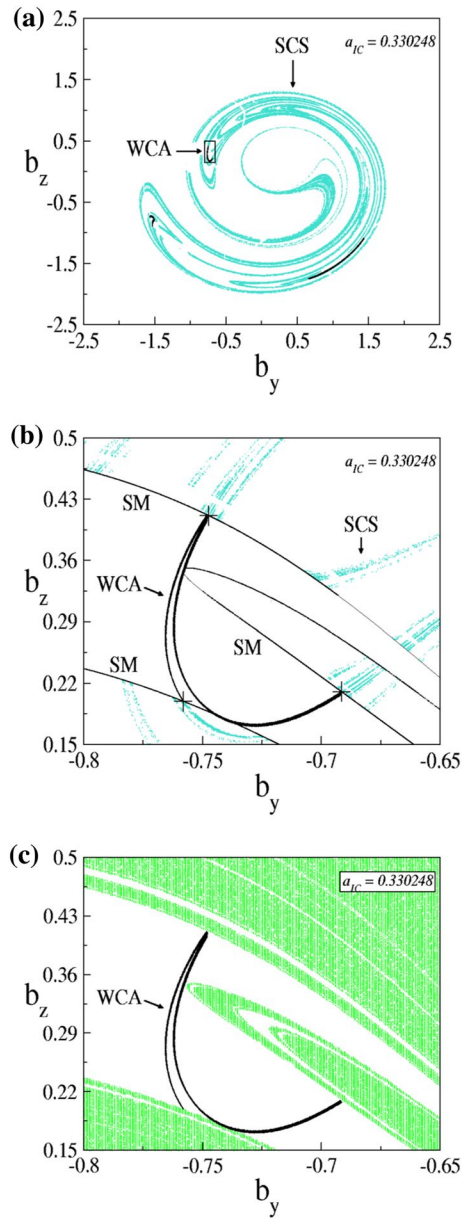 (a)
2.5
1.5
0.5
-0.5
-1.5
-2.5
b_z
SCS
a_IC = 0.330248
WCA
-2.5 -1.5 -0.5 0.5 1.5 2.5
b_y
(b)
0.5
0.43
0.36
0.29
0.22
0.15
b_z
a_IC = 0.330248
SM
SCS
WCA
SM
SM
-0.8 -0.75 -0.7 -0.65
b_y
(c)
0.5
0.43
0.36
0.29
0.22
0.15
b_z
a_IC = 0.330248
WCA
-0.8 -0.75 -0.7 -0.65
b_y